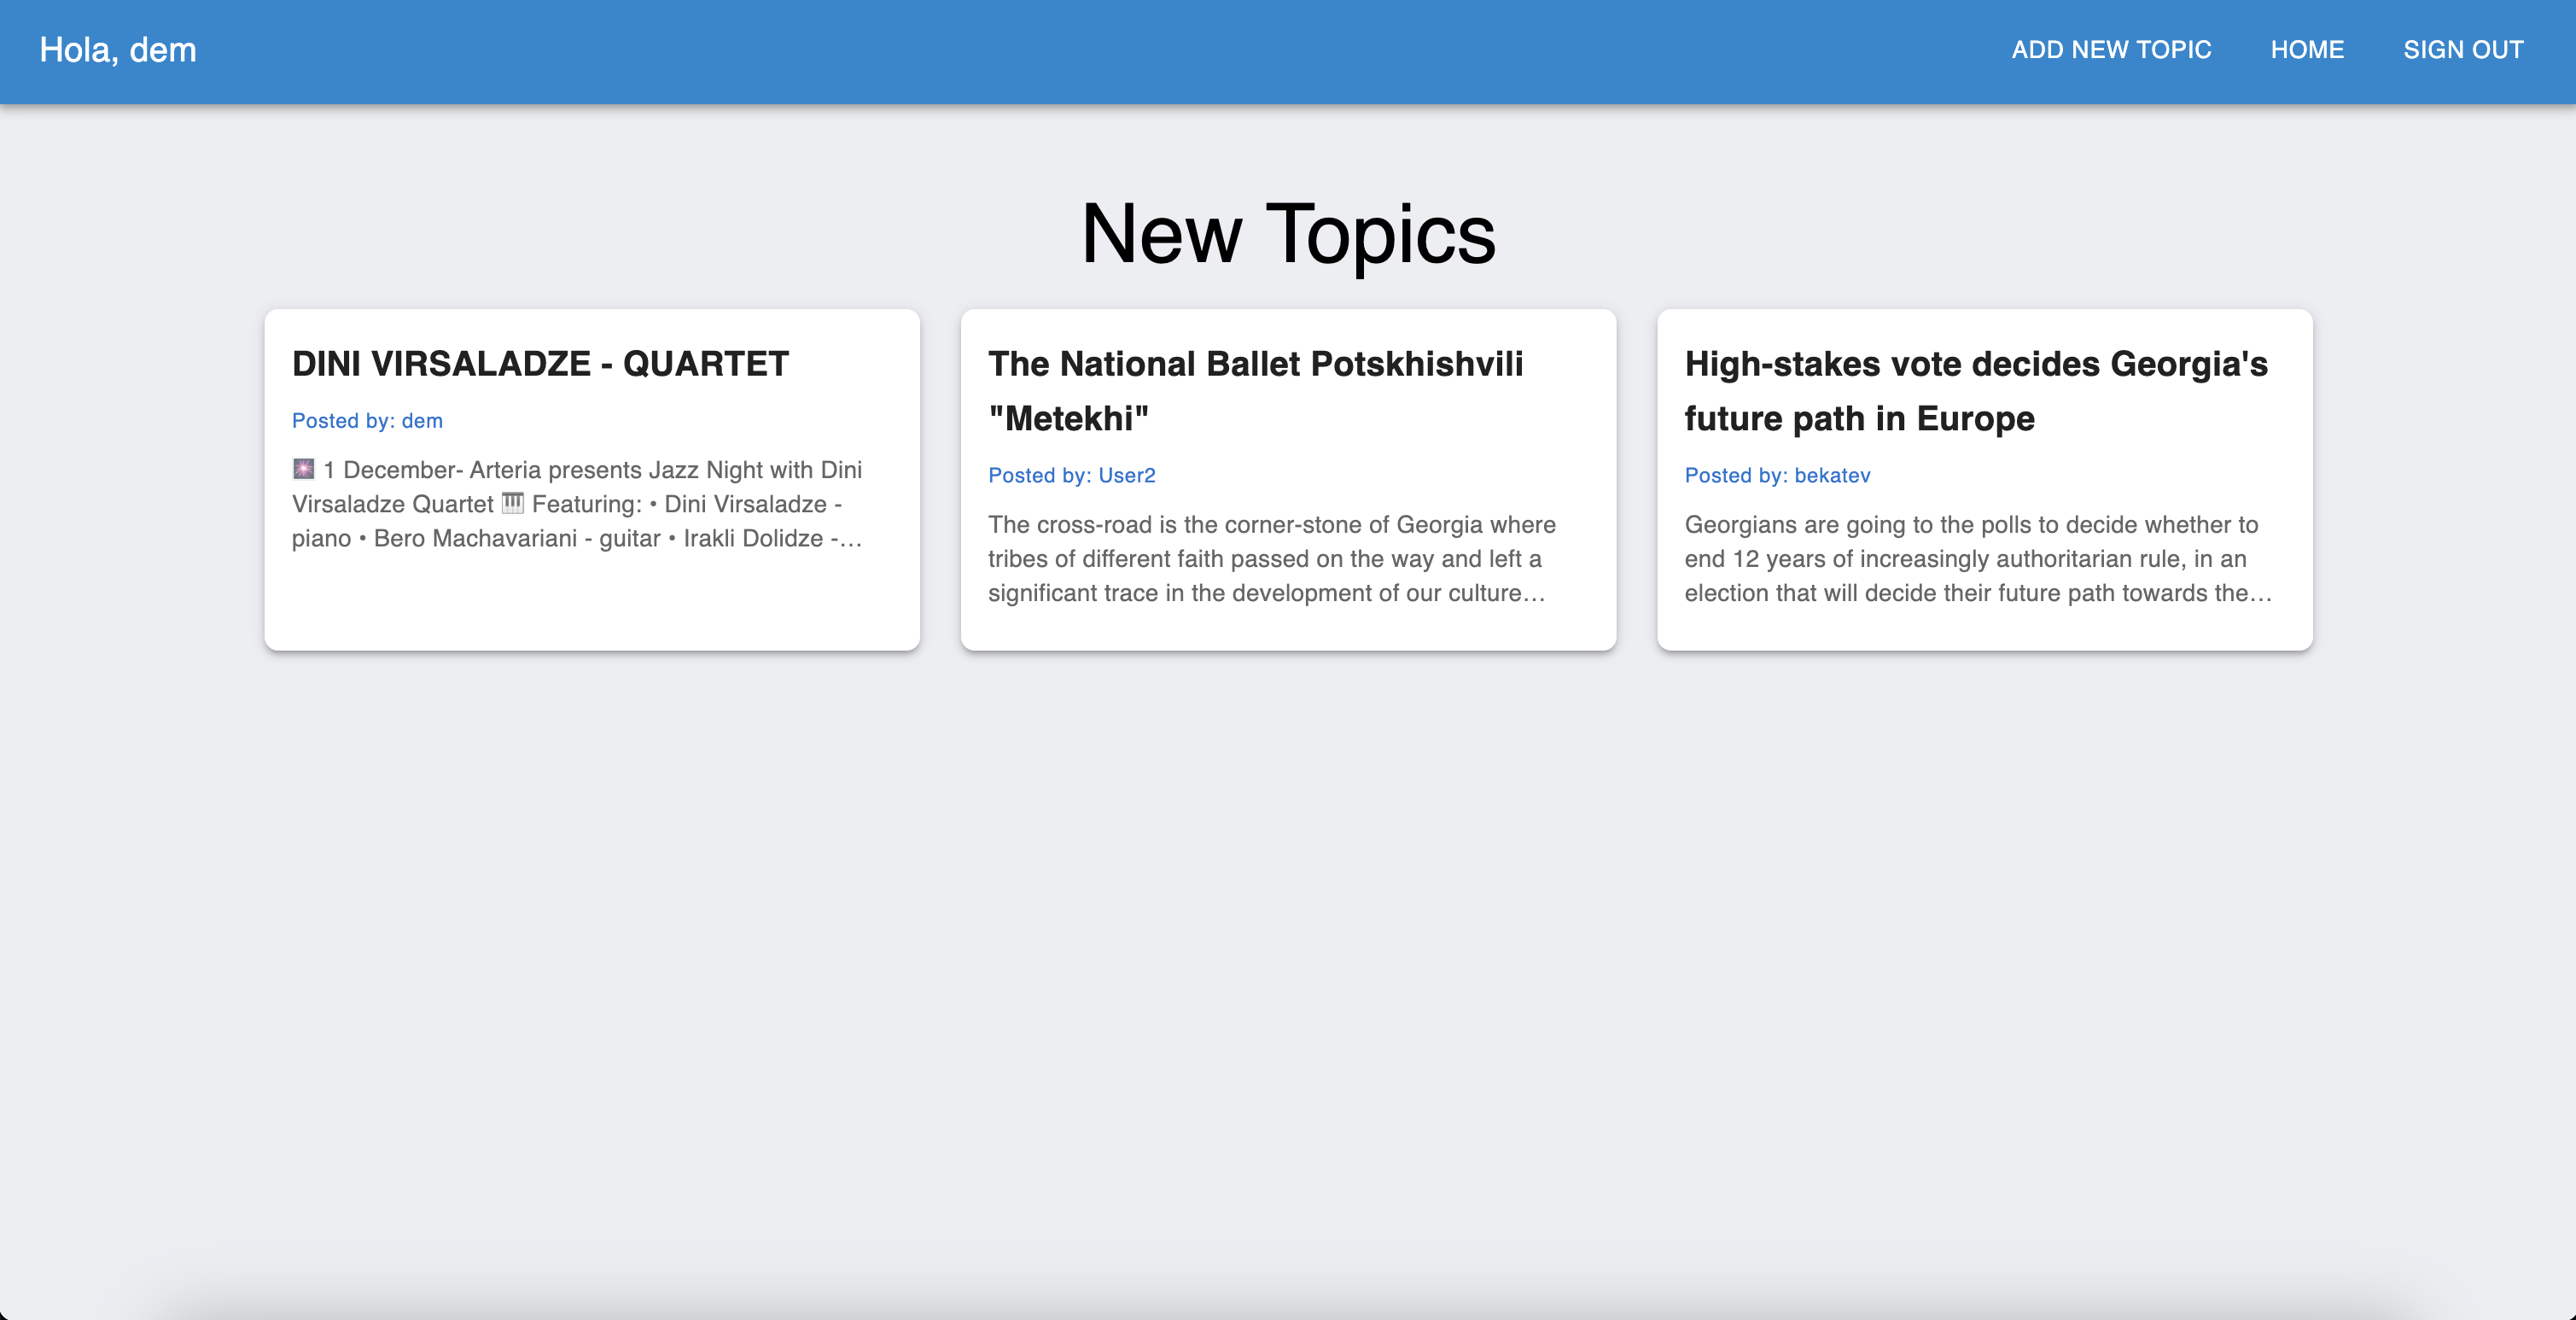 Hola, dem
ADD NEW TOPIC HOME SIGN OUT
New Topics
DINI VIRSALADZE - QUARTET
Posted by: dem
🎆 1 December- Arteria presents Jazz Night with Dini
Virsaladze Quartet 🎹 Featuring: • Dini Virsaladze -
piano • Bero Machavariani - guitar • Irakli Dolidze -…
The National Ballet Potskhishvili
"Metekhi"
Posted by: User2
The cross-road is the corner-stone of Georgia where
tribes of different faith passed on the way and left a
significant trace in the development of our culture…
High-stakes vote decides Georgia's
future path in Europe
Posted by: bekatev
Georgians are going to the polls to decide whether to
end 12 years of increasingly authoritarian rule, in an
election that will decide their future path towards the…